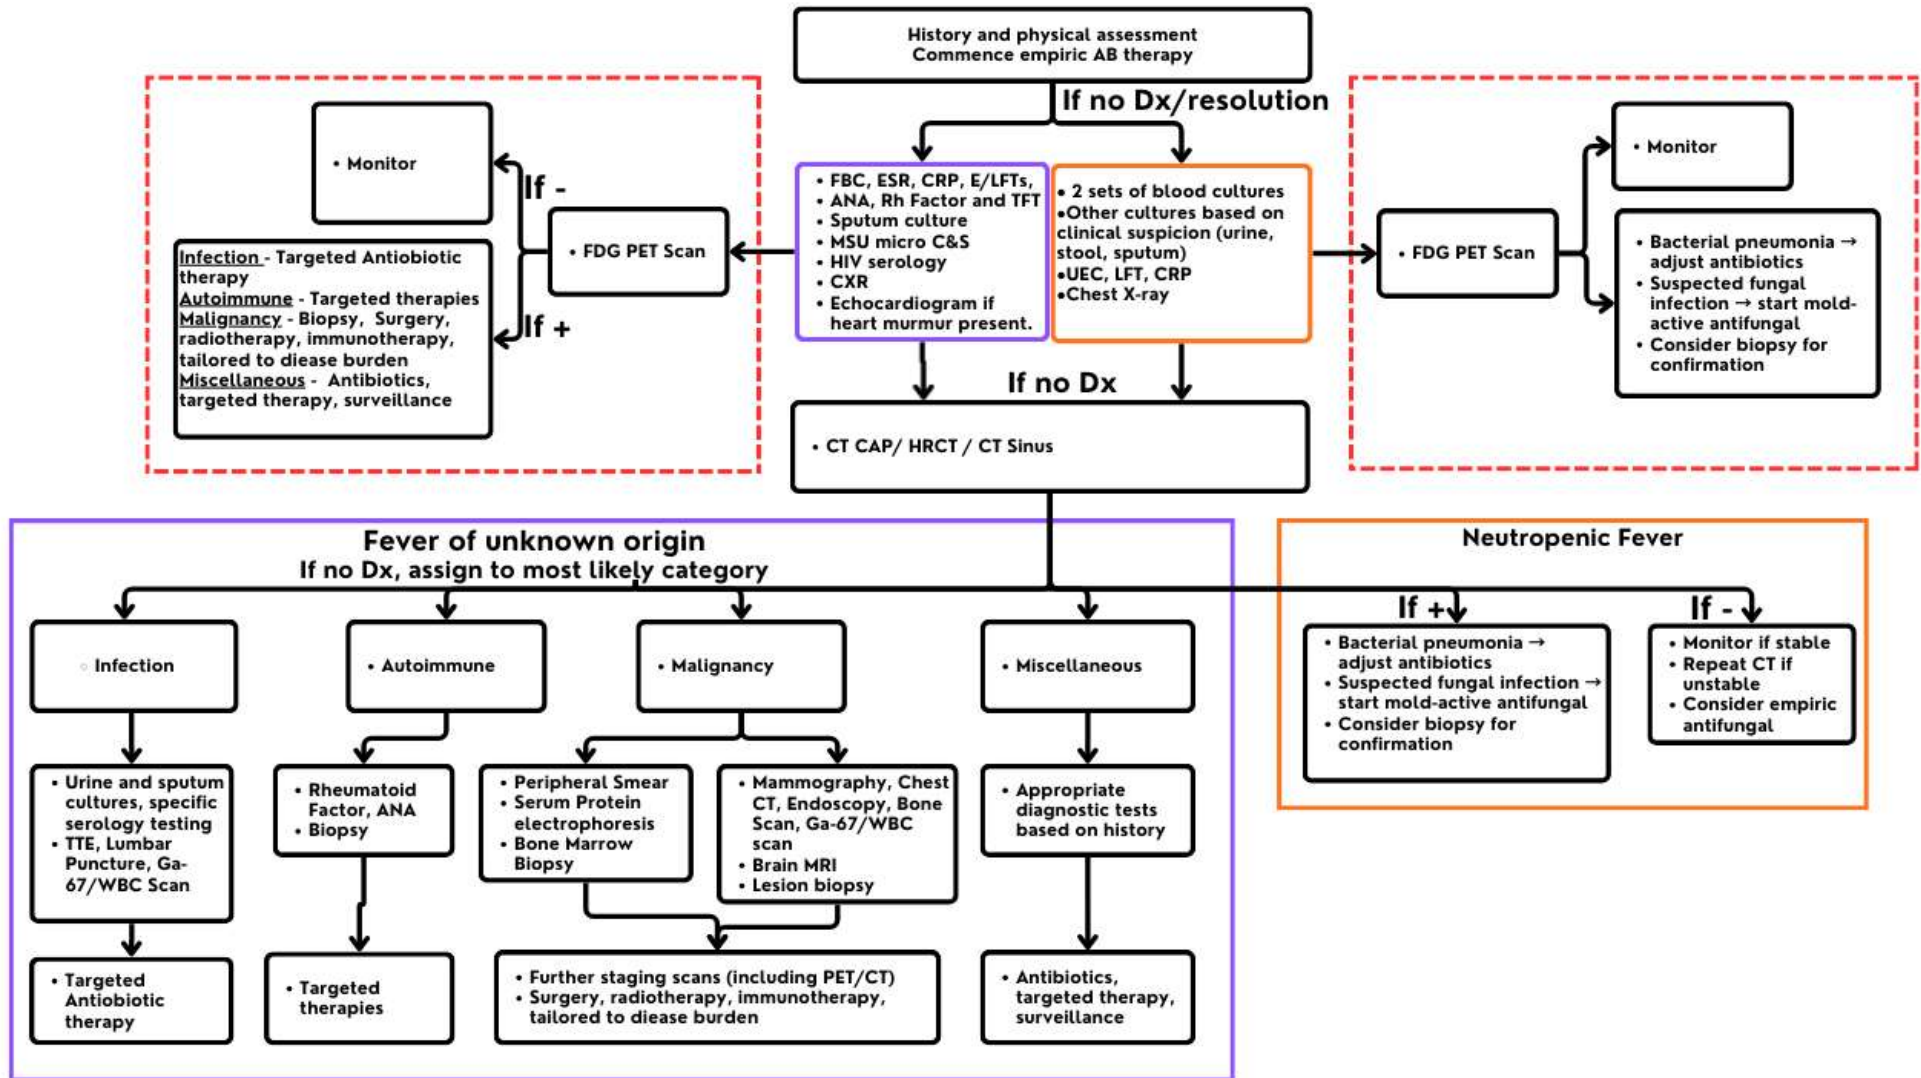 History and physical assessment
Commence empiric AB therapy
If no Dx/resolution
• Monitor
If -
• FDG PET Scan
If +
Infection - Targeted Antiobiotic
therapy
Autoimmune - Targeted therapies
Malignancy - Biopsy, Surgery,
radiotherapy, immunotherapy,
tailored to diease burden
Miscellaneous - Antibiotics,
targeted therapy, surveillance
• FBC, ESR, CRP, E/LFTs,
• ANA, Rh Factor and TFT
• Sputum culture
• MSU micro C&S
• HIV serology
• CXR
• Echocardiogram if
heart murmur present.
• 2 sets of blood cultures
•Other cultures based on
clinical suspicion (urine,
stool, sputum)
•UEC, LFT, CRP
•Chest X-ray
• FDG PET Scan
• Monitor
• Bacterial pneumonia →
adjust antibiotics
• Suspected fungal
infection → start mold-
active antifungal
• Consider biopsy for
confirmation
If no Dx
• CT CAP/ HRCT / CT Sinus
Fever of unknown origin
If no Dx, assign to most likely category
◦ Infection
• Autoimmune
• Malignancy
• Miscellaneous
• Urine and sputum
cultures, specific
serology testing
• TTE, Lumbar
Puncture, Ga-
67/WBC Scan
• Rheumatoid
Factor, ANA
• Biopsy
• Peripheral Smear
• Serum Protein
electrophoresis
• Bone Marrow
Biopsy
• Mammography, Chest
CT, Endoscopy, Bone
Scan, Ga-67/WBC
scan
• Brain MRI
• Lesion biopsy
• Appropriate
diagnostic tests
based on history
• Targeted
Antiobiotic
therapy
• Targeted
therapies
• Further staging scans (including PET/CT)
• Surgery, radiotherapy, immunotherapy,
tailored to diease burden
• Antibiotics,
targeted therapy,
surveillance
Neutropenic Fever
If +
If -
• Bacterial pneumonia →
adjust antibiotics
• Suspected fungal infection →
start mold-active antifungal
• Consider biopsy for
confirmation
• Monitor if stable
• Repeat CT if
unstable
• Consider empiric
antifungal